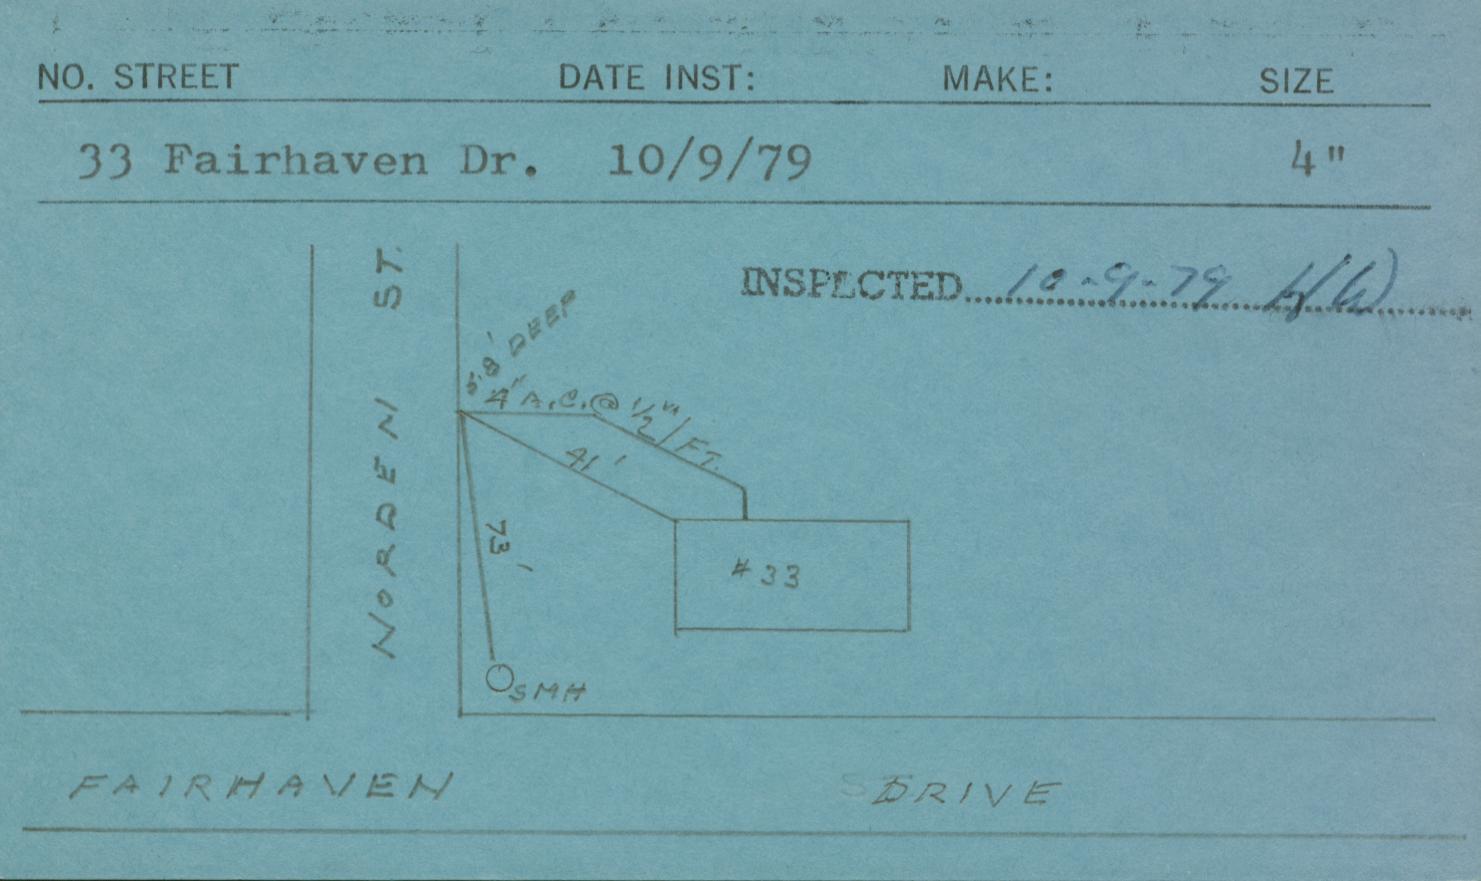 NO. STREET DATE INST: MAKE: SIZE
33 Fairhaven Dr. 10/9/79 4"
INSPECTED 10-9-79
NORDEN ST.
5.8' DEEP
4" A.C. @ 1/2"/FT.
41'
73'
#33
SMH
FAIRHAVEN DRIVE